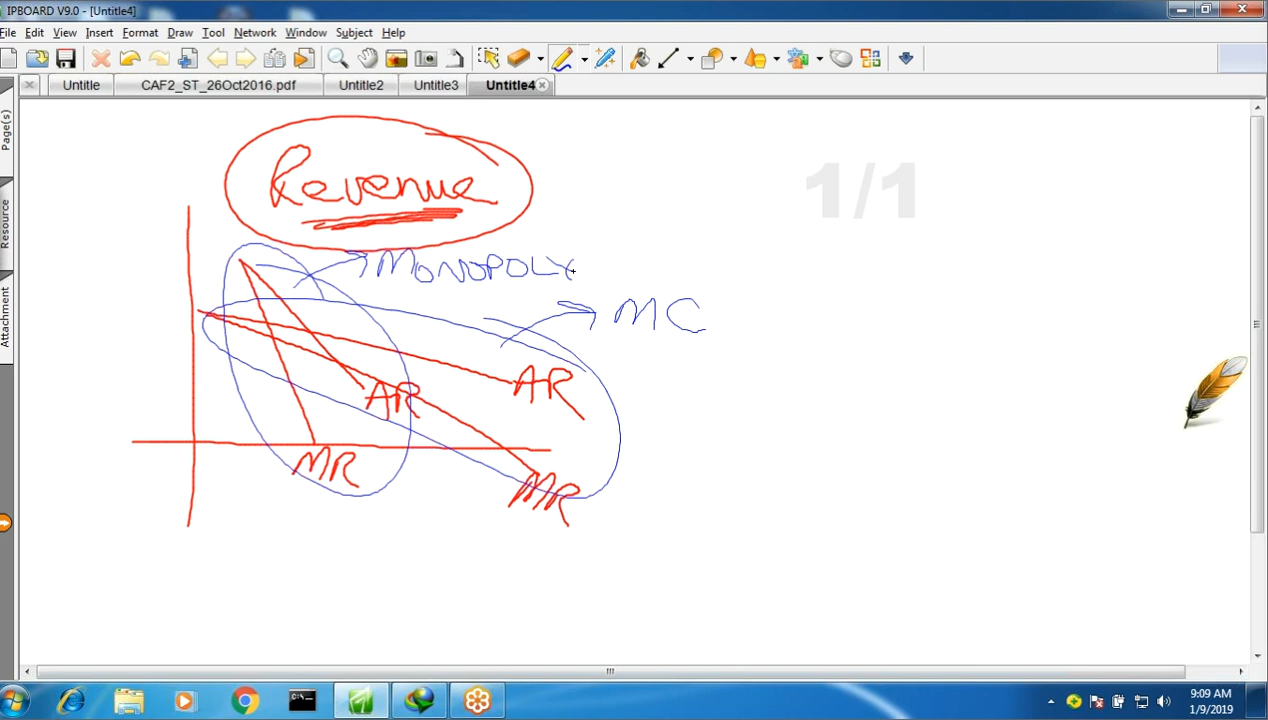 IPBOARD V9.0 - [Untitle4]
File Edit View Insert Format Draw Tool Network Window Subject Help
Untitle CAF2_ST_26Oct2016.pdf Untitle2 Untitle3 Untitle4
Page(s)
Resource
Attachment
1/1
Revenue
MONOPOLY
MC
AR
AR
MR
MR
9:09 AM
1/9/2019